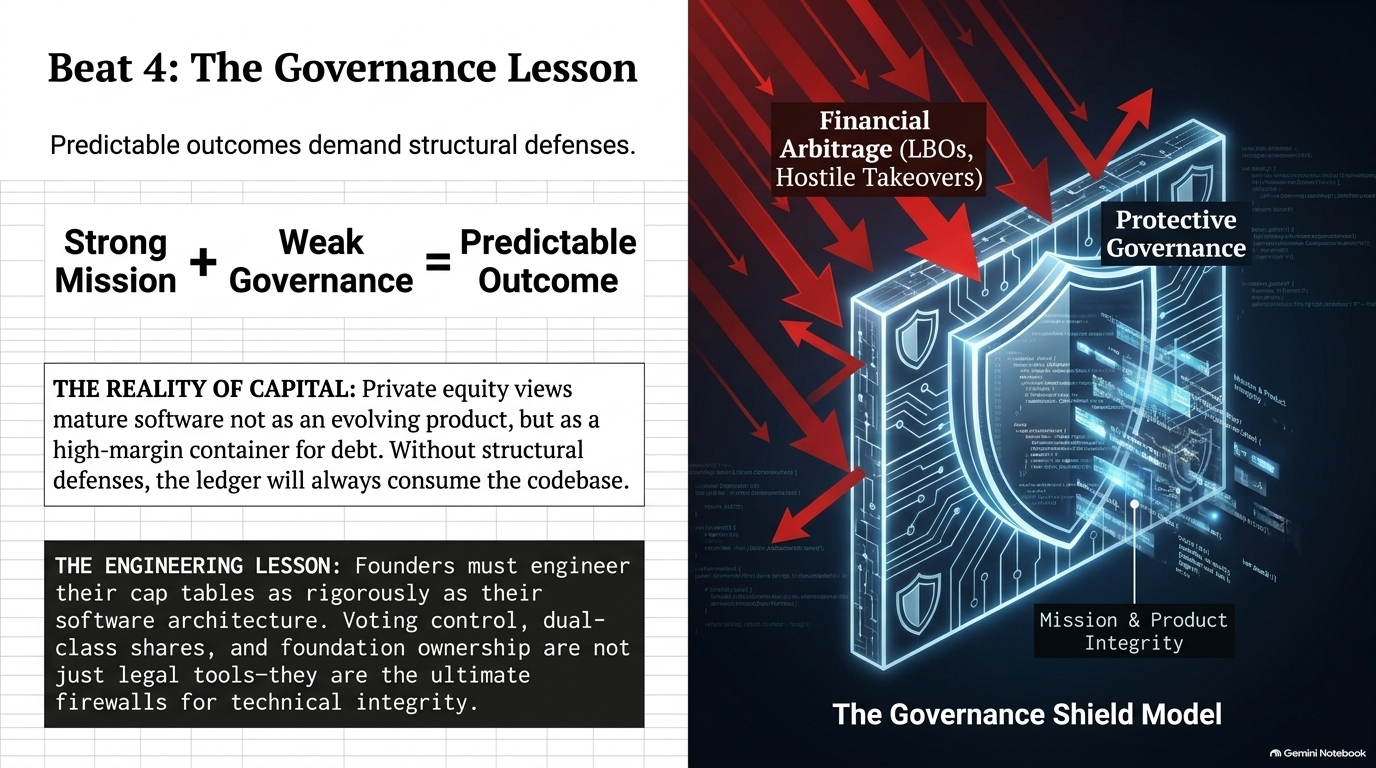 Beat 4: The Governance Lesson
Predictable outcomes demand structural defenses.
Strong
Mission
+
Weak
Governance
=
Predictable
Outcome
THE REALITY OF CAPITAL: Private equity views
mature software not as an evolving product, but as a
high-margin container for debt. Without structural
defenses, the ledger will always consume the codebase.
THE ENGINEERING LESSON: Founders must engineer
their cap tables as rigorously as their
software architecture. Voting control, dual-
class shares, and foundation ownership are not
just legal tools—they are the ultimate
firewalls for technical integrity.
Financial
Arbitrage (LBOs,
Hostile Takeovers)
Protective
Governance
Mission & Product
Integrity
Mission & Product
Integrity
The Governance Shield Model
Gemini Notebook